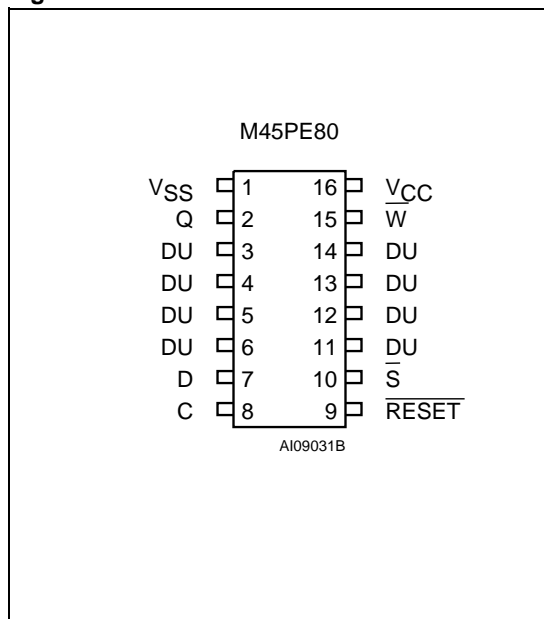 M45PE80
VSS 1 16 VCC
Q 2 15 W̅
DU 3 14 DU
DU 4 13 DU
DU 5 12 DU
DU 6 11 DU
D 7 10 S̅
C 8 9 R̅E̅S̅E̅T̅
AI09031B